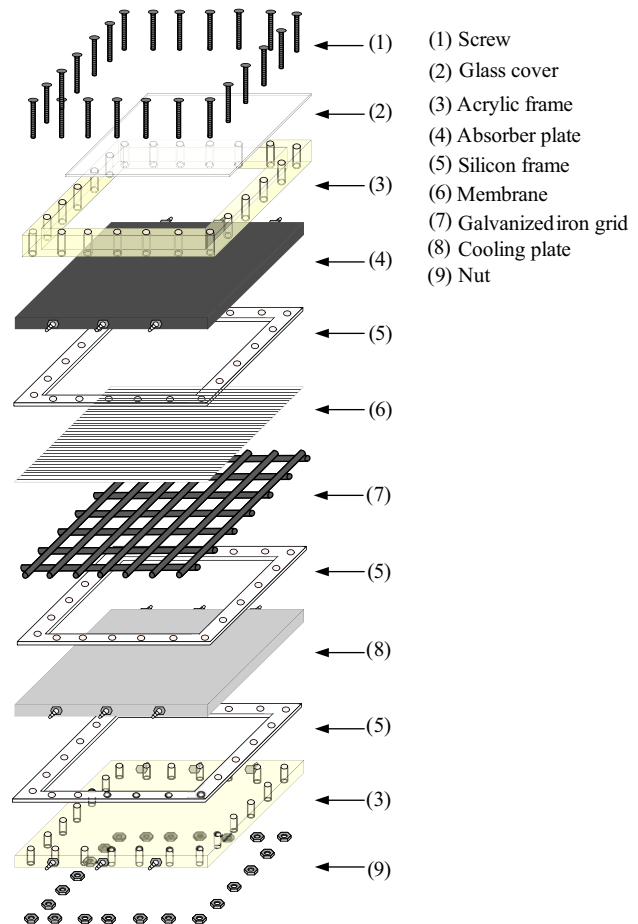 (1)
(2)
(3)
(4)
(5)
(6)
(7)
(5)
(8)
(5)
(3)
(9)
(1) Screw
(2) Glass cover
(3) Acrylic frame
(4) Absorber plate
(5) Silicon frame
(6) Membrane
(7) Galvanized iron grid
(8) Cooling plate
(9) Nut